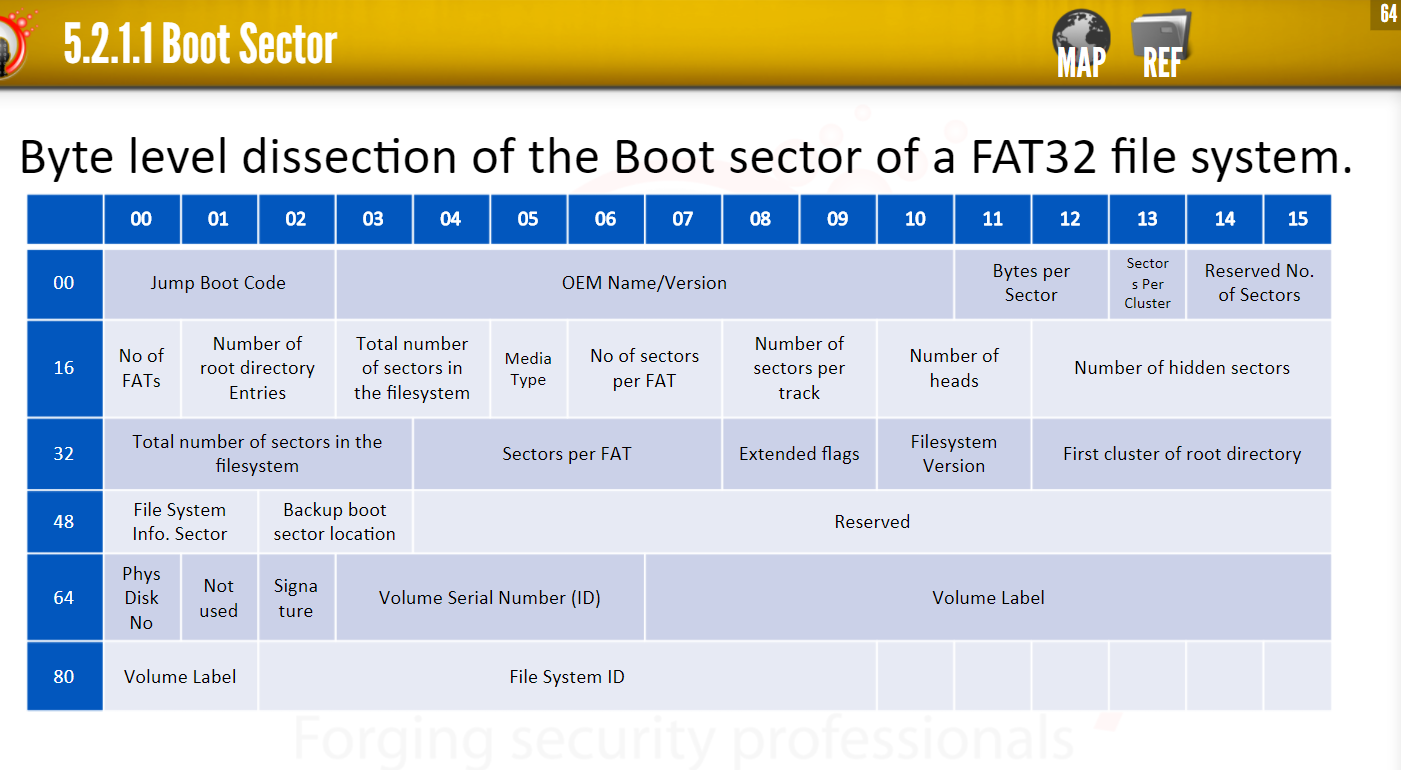 64
5.2.1.1 Boot Sector
MAP
REF
Byte level dissection of the Boot sector of a FAT32 file system.
00 01 02 03 04 05 06 07 08 09 10 11 12 13 14 15
00
Jump Boot Code
OEM Name/Version
Bytes per
Sector
Sector
s Per
Cluster
Reserved No.
of Sectors
16
No of
FATs
Number of
root directory
Entries
Total number
of sectors in
the filesystem
Media
Type
No of sectors
per FAT
Number of
sectors per
track
Number of
heads
Number of hidden sectors
32
Total number of sectors in the
filesystem
Sectors per FAT
Extended flags
Filesystem
Version
First cluster of root directory
48
File System
Info. Sector
Backup boot
sector location
Reserved
64
Phys
Disk
No
Not
used
Signa
ture
Volume Serial Number (ID)
Volume Label
80
Volume Label
File System ID
Forging security professionals